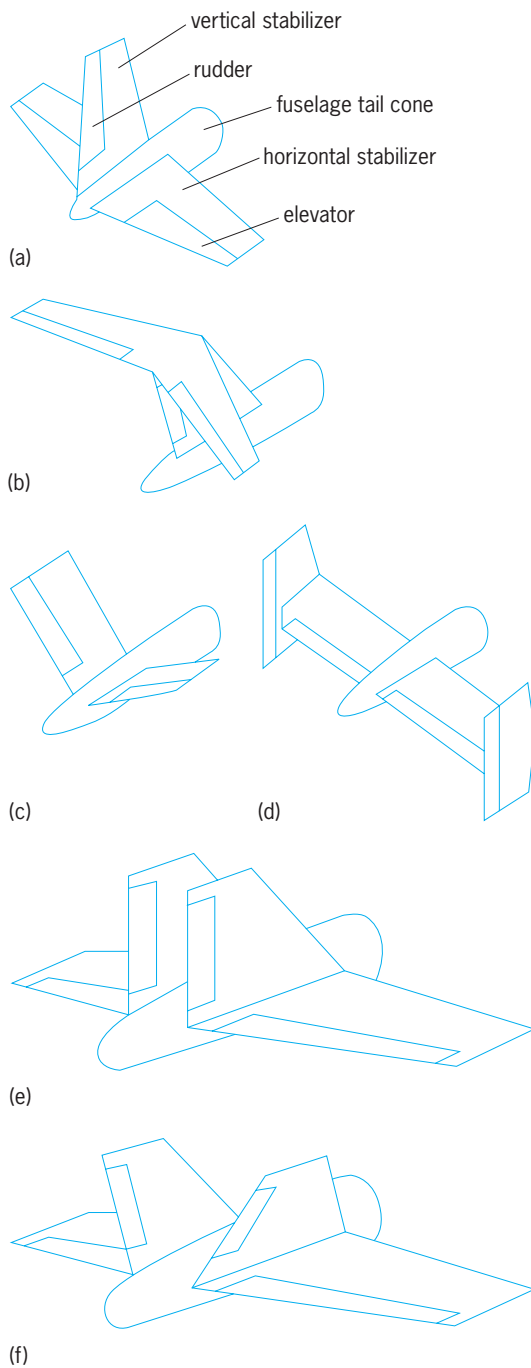 vertical stabilizer
rudder
fuselage tail cone
horizontal stabilizer
elevator
(a)
(b)
(c)
(d)
(e)
(f)